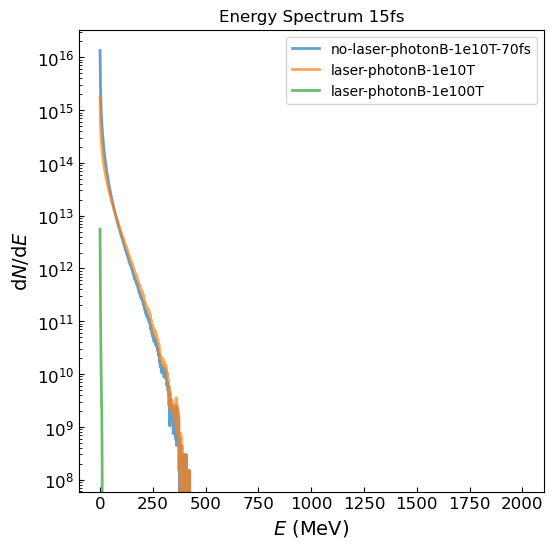 Energy Spectrum 15fs
no-laser-photonB-1e10T-70fs
laser-photonB-1e10T
laser-photonB-1e100T
dN/dE
10^16
10^15
10^14
10^13
10^12
10^11
10^10
10^9
10^8
0 250 500 750 1000 1250 1500 1750 2000
E (MeV)